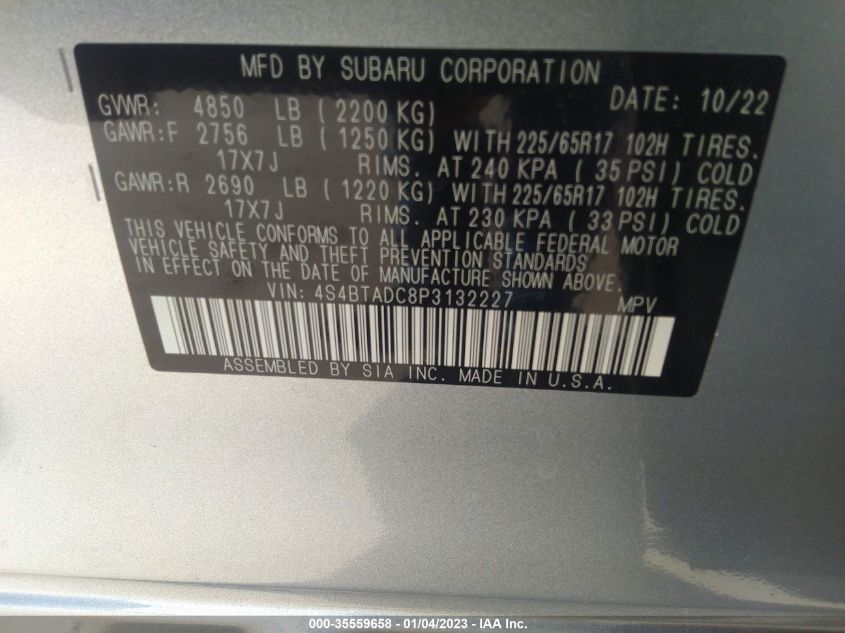 MFD BY SUBARU CORPORATION
DATE: 10/22
GVWR: 4850 LB ( 2200 KG)
GAWR:F 2756 LB ( 1250 KG) WITH 225/65R17 102H TIRES.
17X7J RIMS. AT 240 KPA ( 35 PSI) COLD
GAWR:R 2690 LB ( 1220 KG) WITH 225/65R17 102H TIRES.
17X7J RIMS. AT 230 KPA ( 33 PSI) COLD
THIS VEHICLE CONFORMS TO ALL APPLICABLE FEDERAL MOTOR
VEHICLE SAFETY AND THEFT PREVENTION STANDARDS
IN EFFECT ON THE DATE OF MANUFACTURE SHOWN ABOVE.
VIN: 4S4BTADC8P3132227 MPV
ASSEMBLED BY SIA INC. MADE IN U.S.A.
000-35559658 - 01/04/2023 - IAA Inc.